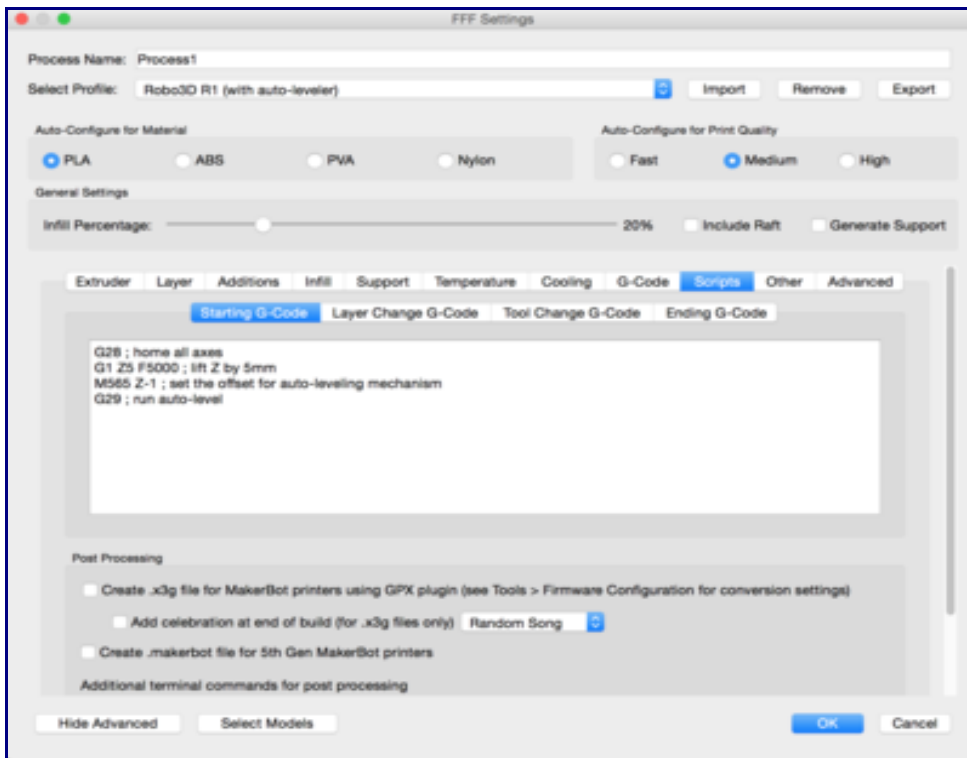 FFF Settings
Process Name: Process1
Select Profile: Robo3D R1 (with auto-leveler) Import Remove Export
Auto-Configure for Material Auto-Configure for Print Quality
PLA ABS PVA Nylon Fast Medium High
General Settings
Infill Percentage: 20% Include Raft Generate Support
Extruder Layer Additions Infill Support Temperature Cooling G-Code Scripts Other Advanced
Starting G-Code Layer Change G-Code Tool Change G-Code Ending G-Code
G28 ; home all axes
G1 Z5 F5000 ; lift Z by 5mm
M565 Z-1 ; set the offset for auto-leveling mechanism
G29 ; run auto-level
Post Processing
Create .x3g file for MakerBot printers using GPX plugin (see Tools > Firmware Configuration for conversion settings)
Add celebration at end of build (for .x3g files only) Random Song
Create .makerbot file for 5th Gen MakerBot printers
Additional terminal commands for post processing
Hide Advanced Select Models OK Cancel